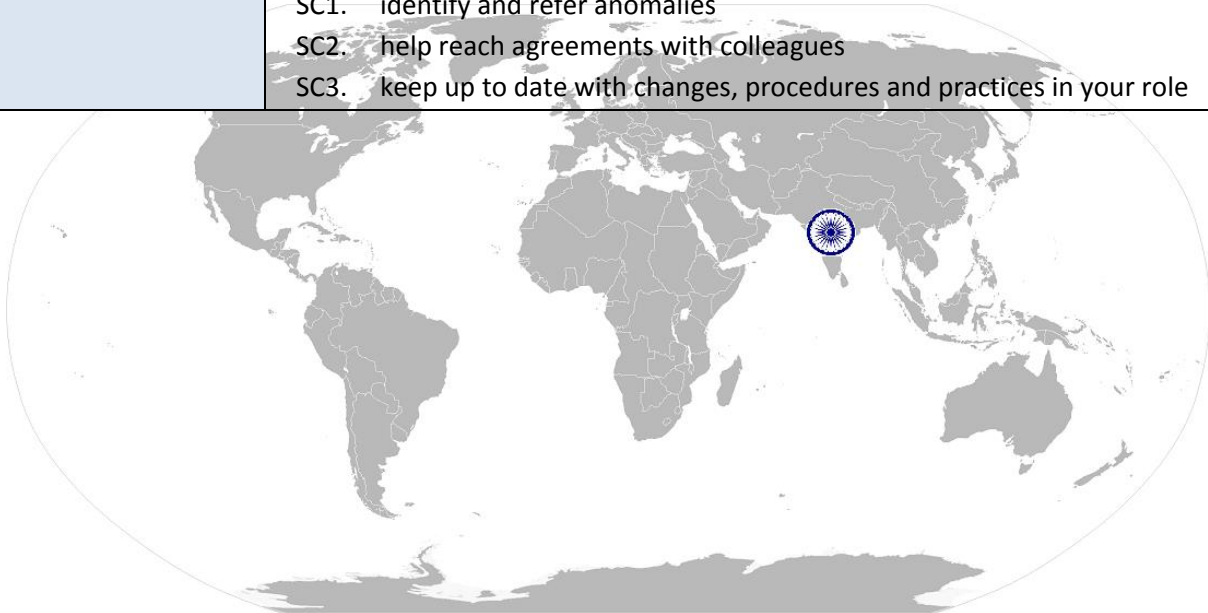 SC1. identify and refer anomalies
SC2. help reach agreements with colleagues
SC3. keep up to date with changes, procedures and practices in your role